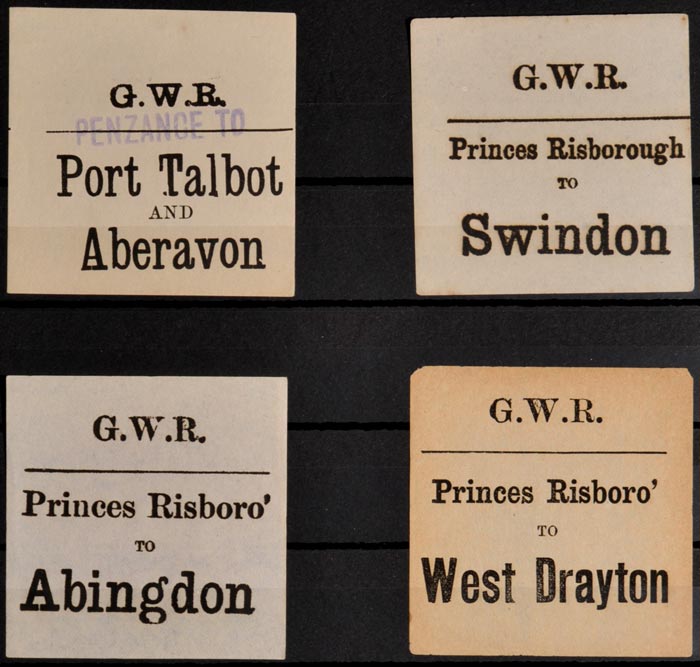 G.W.R.
PENZANCE TO
Port Talbot
AND
Aberavon
G.W.R.
Princes Risborough
TO
Swindon
G.W.R.
Princes Risboro'
TO
Abingdon
G.W.R.
Princes Risboro'
TO
West Drayton